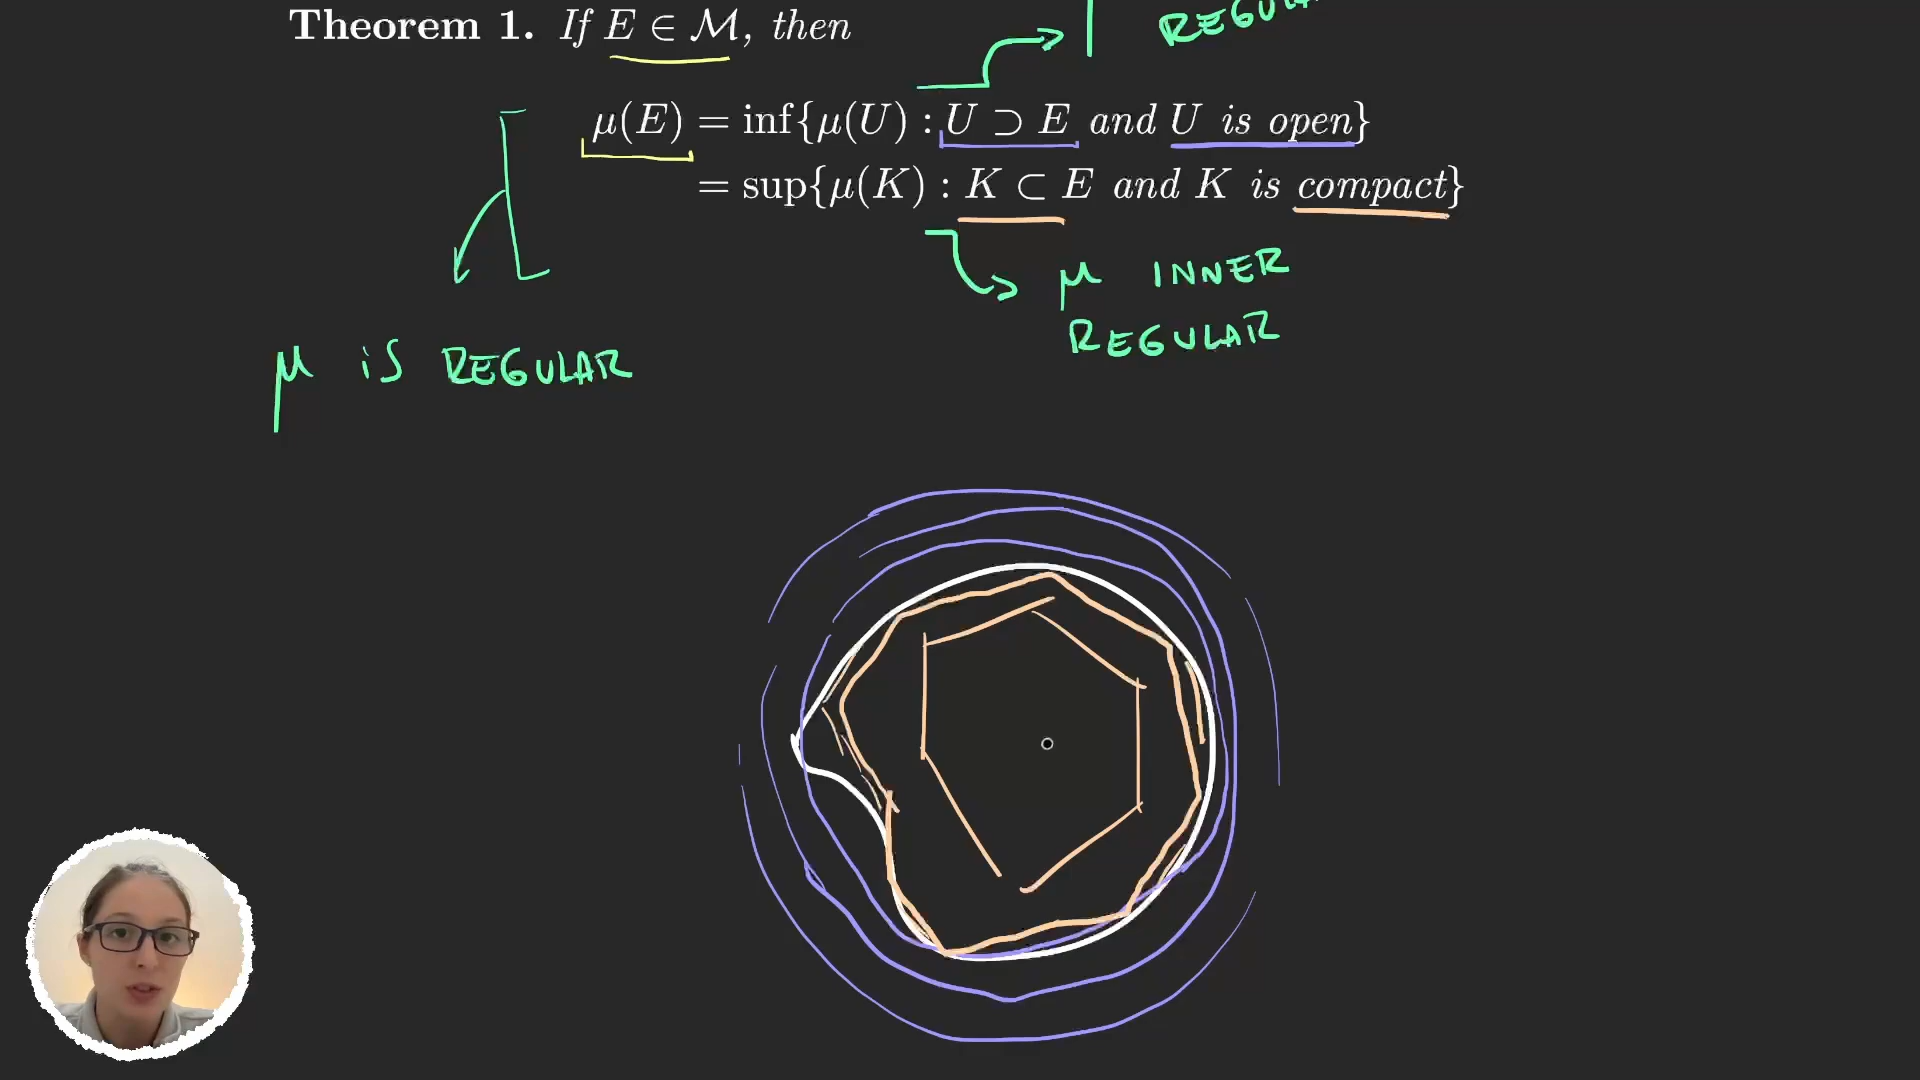 Theorem 1. If E ∈ ℳ, then
μ(E) = inf{μ(U) : U ⊃ E and U is open}
= sup{μ(K) : K ⊂ E and K is compact}
μ INNER
REGULAR
μ iS REGULAR